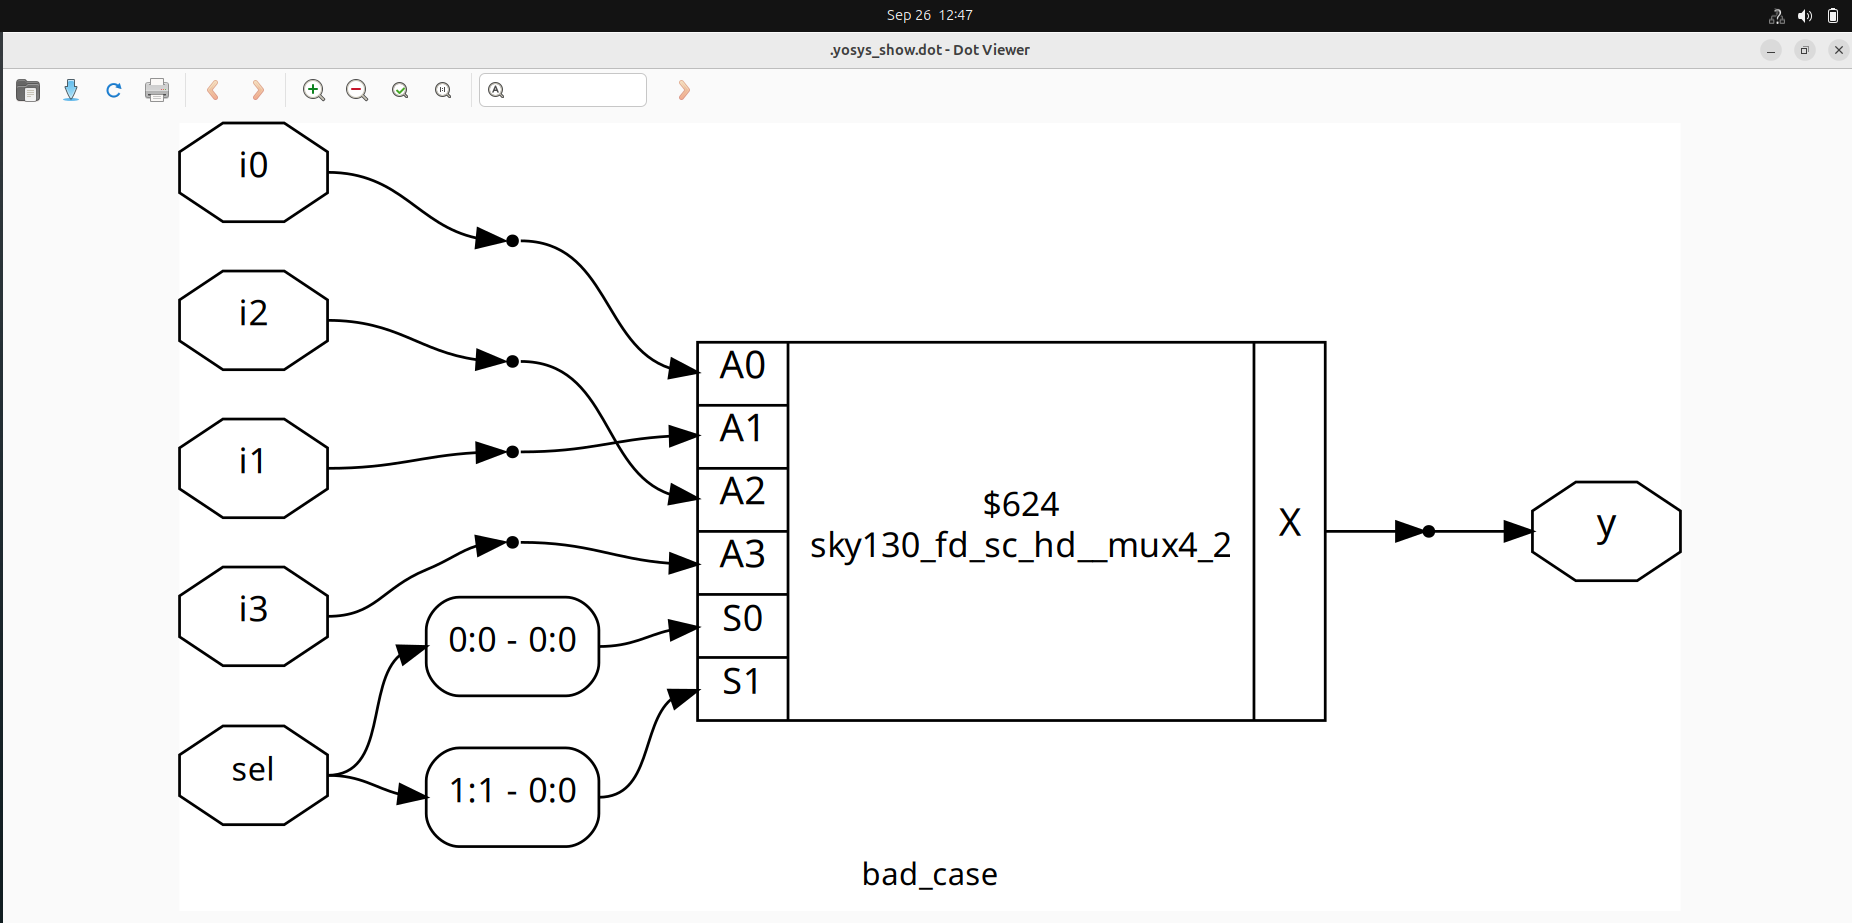 Sep 26 12:47
.yosys_show.dot - Dot Viewer
i0
i2
i1
i3
sel
0:0 - 0:0
1:1 - 0:0
A0
A1
A2
A3
S0
S1
$624
sky130_fd_sc_hd__mux4_2
X
y
bad_case